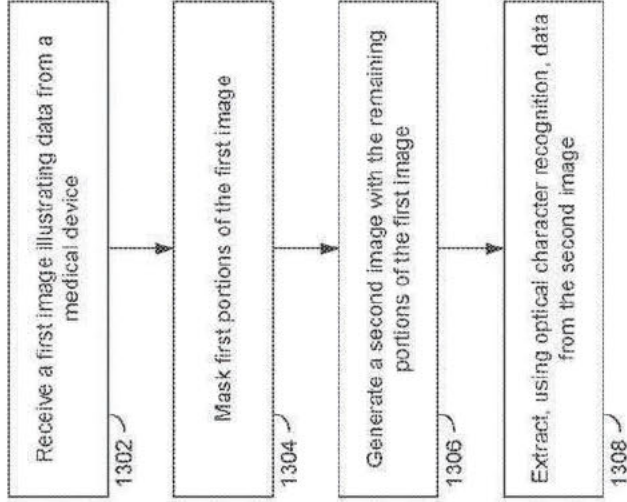 Receive a first image illustrating data from a
medical device
1302
Mask first portions of the first image
1304
Generate a second image with the remaining
portions of the first image
1306
Extract, using optical character recognition, data
from the second image
1308